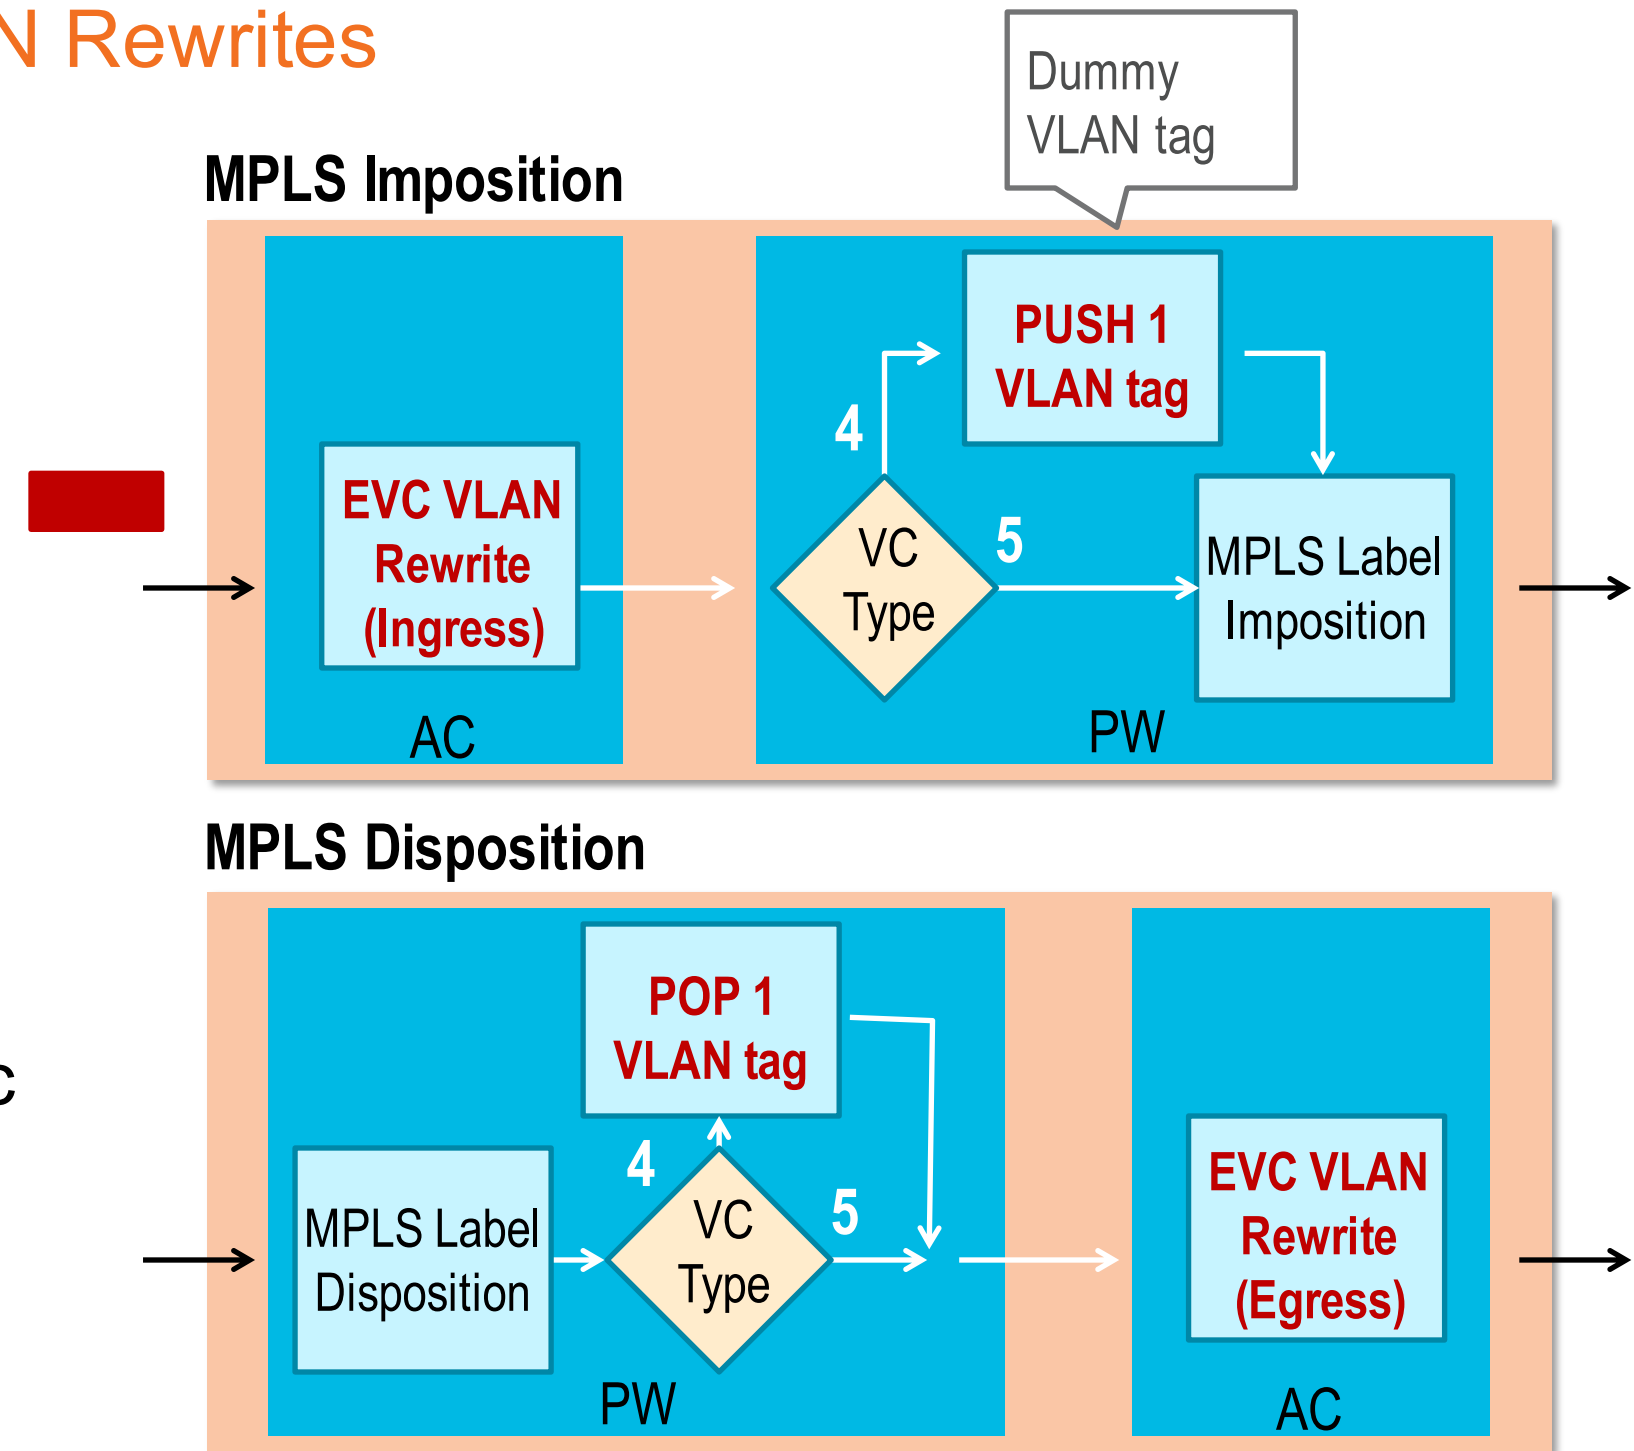 N Rewrites
Dummy
VLAN tag
MPLS Imposition
PUSH 1
VLAN tag
4
EVC VLAN
Rewrite
(Ingress)
VC
Type
5
MPLS Label
Imposition
AC
PW
MPLS Disposition
POP 1
VLAN tag
c
4
MPLS Label
Disposition
VC
Type
5
EVC VLAN
Rewrite
(Egress)
PW
AC